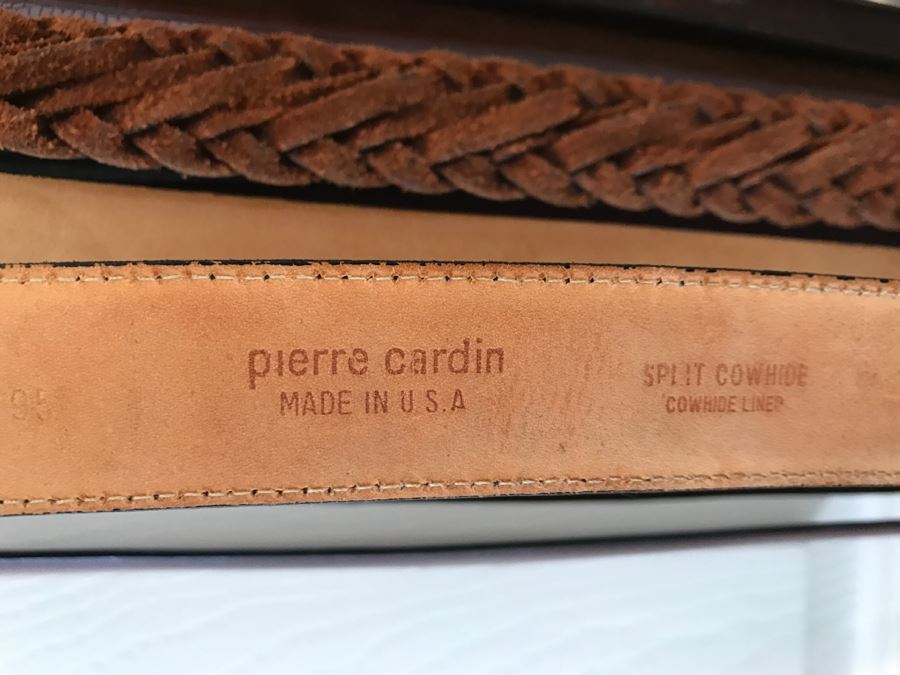 95
pierre cardin
MADE IN U.S.A
SPLIT COWHIDE
COWHIDE LINER